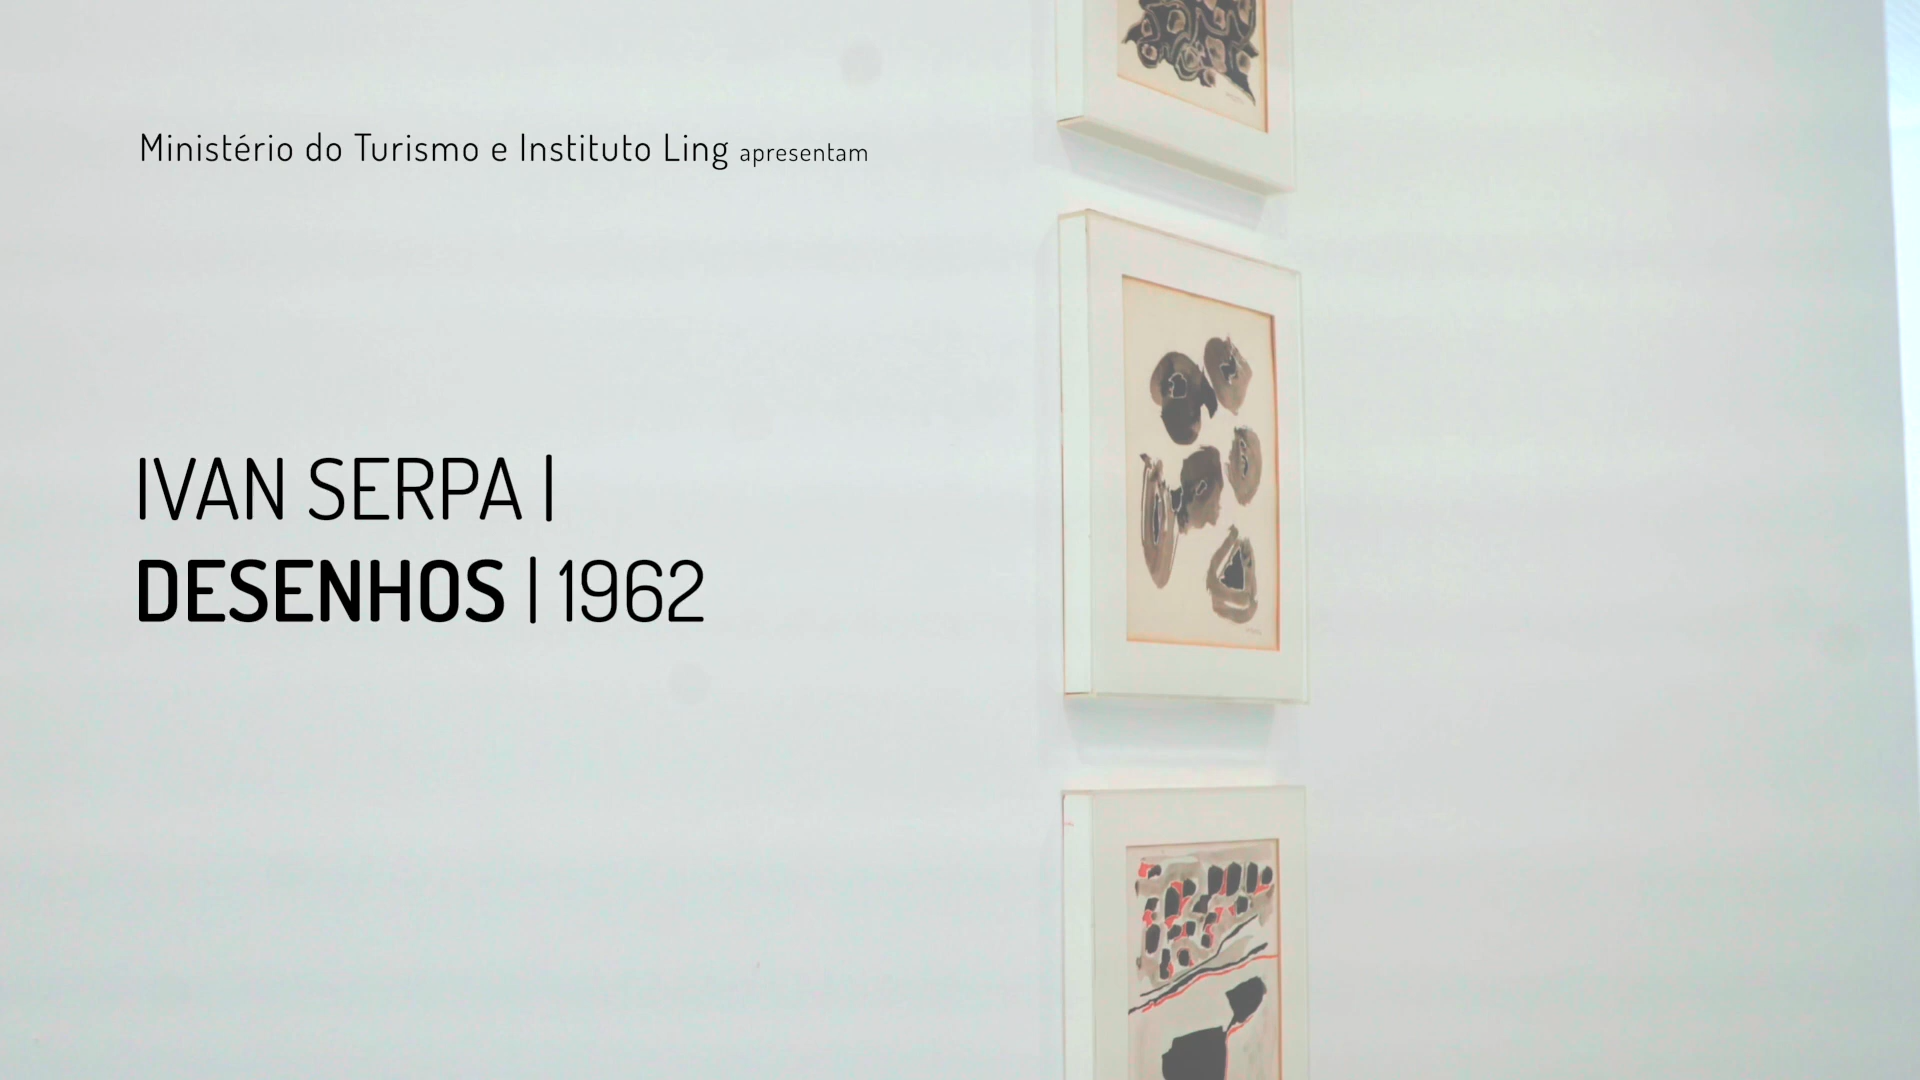 Ministério do Turismo e Instituto Ling apresentam
IVAN SERPA |
DESENHOS | 1962